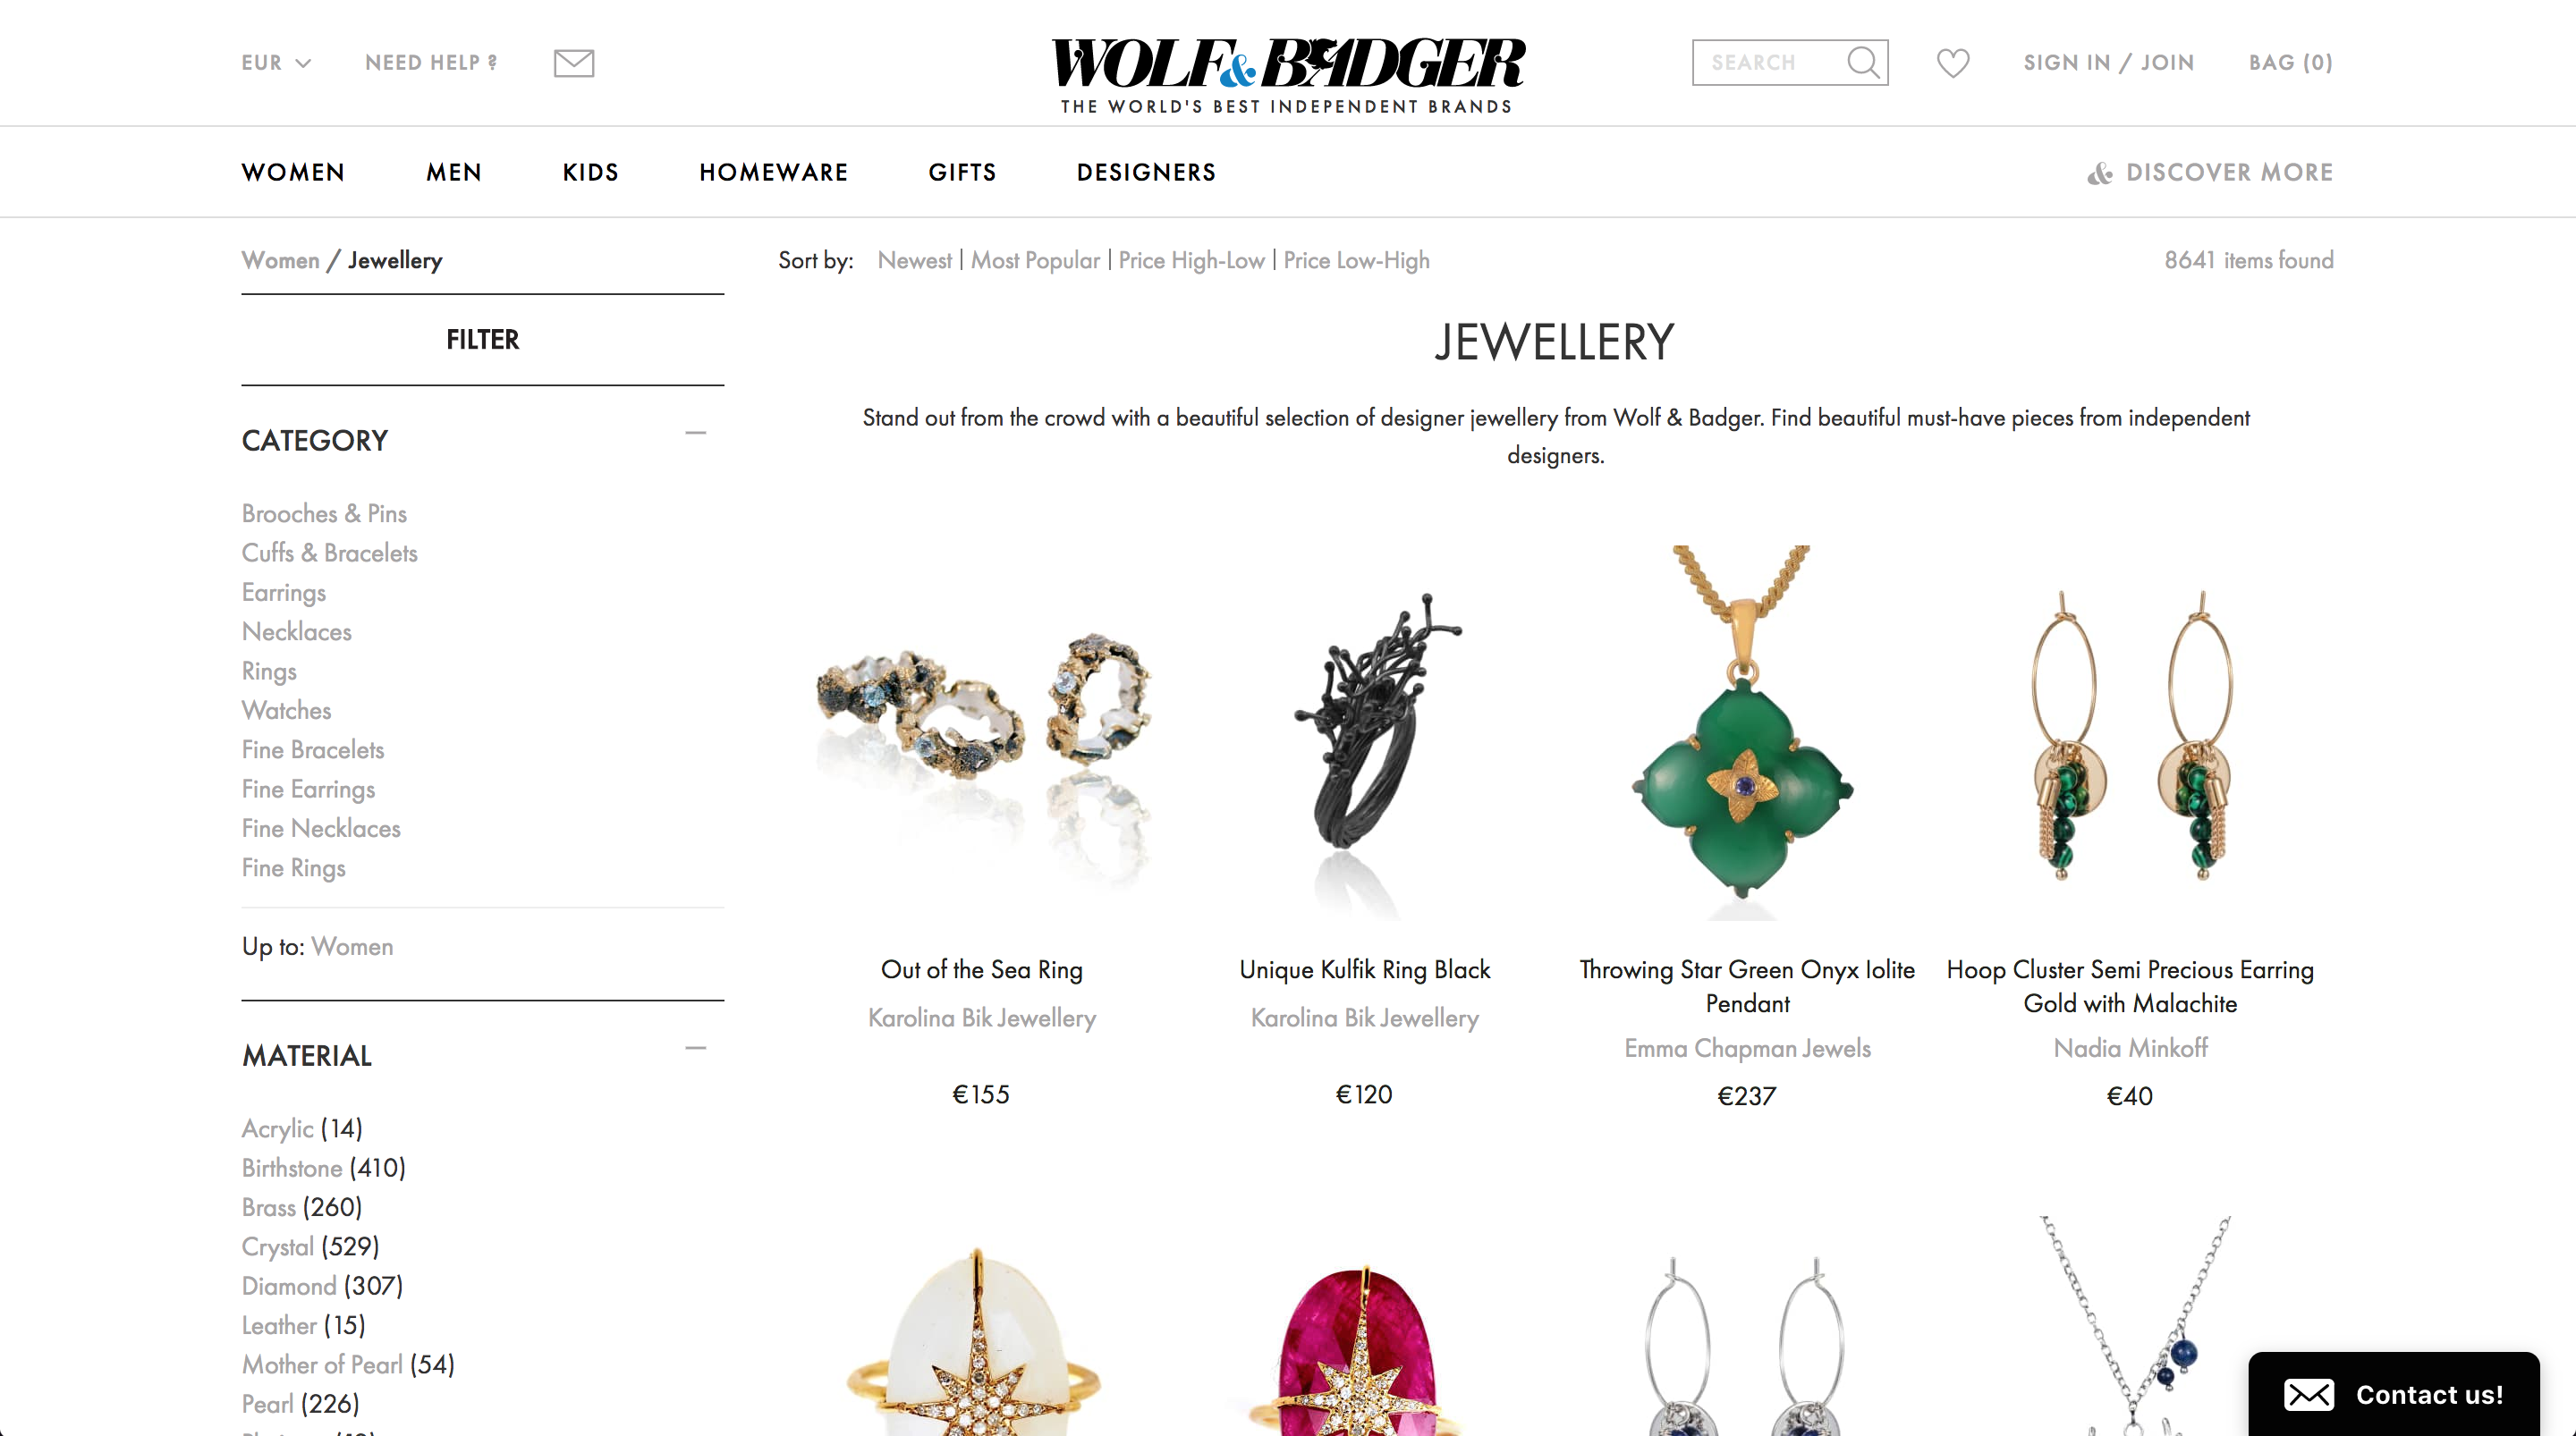 EUR
NEED HELP ?
WOLF & BADGER
THE WORLD'S BEST INDEPENDENT BRANDS
SEARCH
SIGN IN / JOIN
BAG (0)
WOMEN
MEN
KIDS
HOMEWARE
GIFTS
DESIGNERS
& DISCOVER MORE
Women / Jewellery
Sort by: Newest | Most Popular | Price High-Low | Price Low-High
8641 items found
FILTER
CATEGORY
Brooches & Pins
Cuffs & Bracelets
Earrings
Necklaces
Rings
Watches
Fine Bracelets
Fine Earrings
Fine Necklaces
Fine Rings
Up to: Women
MATERIAL
Acrylic (14)
Birthstone (410)
Brass (260)
Crystal (529)
Diamond (307)
Leather (15)
Mother of Pearl (54)
Pearl (226)
JEWELLERY
Stand out from the crowd with a beautiful selection of designer jewellery from Wolf & Badger. Find beautiful must-have pieces from independent
designers.
Out of the Sea Ring
Karolina Bik Jewellery
€155
Unique Kulfik Ring Black
Karolina Bik Jewellery
€120
Throwing Star Green Onyx Iolite
Pendant
Emma Chapman Jewels
€237
Hoop Cluster Semi Precious Earring
Gold with Malachite
Nadia Minkoff
€40
Contact us!